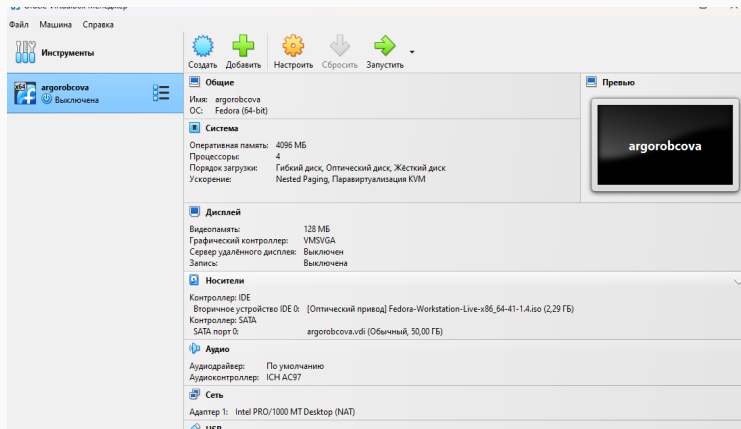 Oracle VirtualBox Менеджер
Файл Машина Справка
Инструменты
Создать Добавить Настроить Сбросить Запустить
x64
argorobcova
Выключена
Общие
Имя: argorobcova
ОС: Fedora (64-bit)
Превью
argorobcova
Система
Оперативная память: 4096 МБ
Процессоры: 4
Порядок загрузки: Гибкий диск, Оптический диск, Жёсткий диск
Ускорение: Nested Paging, Паравиртуализация KVM
Дисплей
Видеопамять: 128 МБ
Графический контроллер: VMSVGA
Сервер удалённого дисплея: Выключен
Запись: Выключена
Носители
Контроллер: IDE
Вторичное устройство IDE 0: [Оптический привод] Fedora-Workstation-Live-x86_64-41-1.4.iso (2,29 ГБ)
Контроллер: SATA
SATA порт 0: argorobcova.vdi (Обычный, 50,00 ГБ)
Аудио
Аудиодрайвер: По умолчанию
Аудиоконтроллер: ICH AC97
Сеть
Адаптер 1: Intel PRO/1000 MT Desktop (NAT)
USB